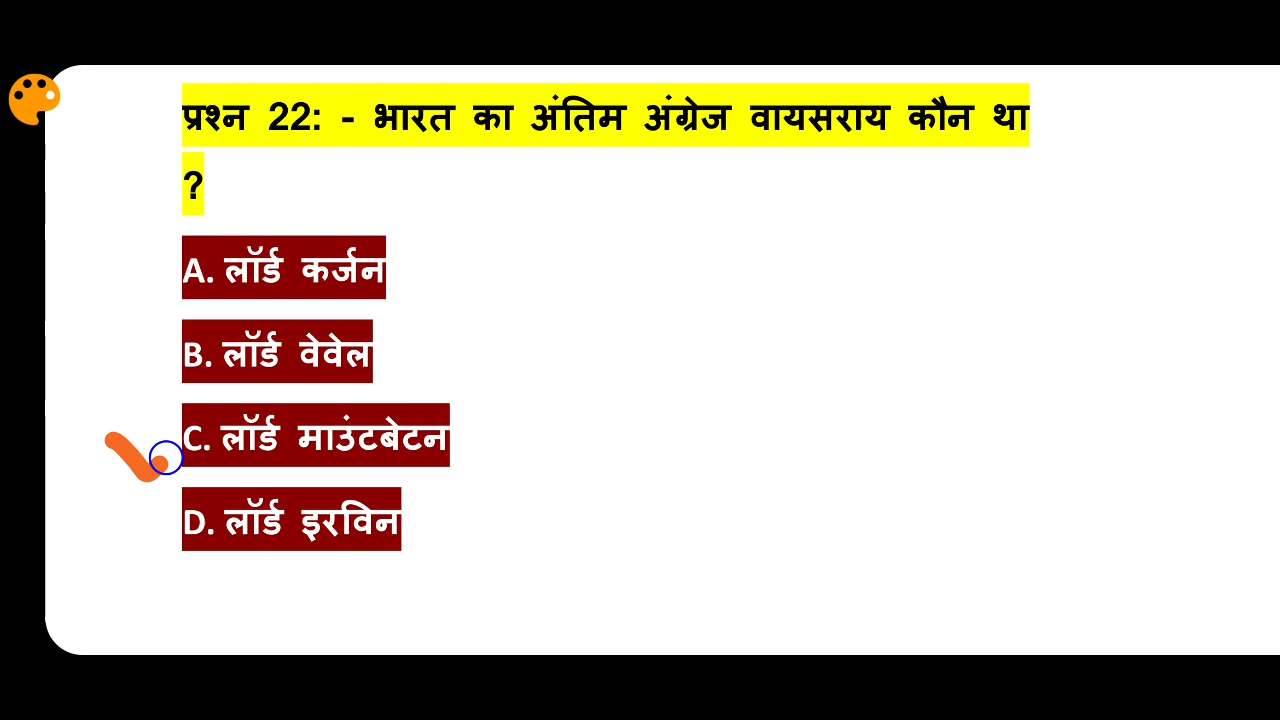 प्रश्न 22: - भारत का अंतिम अंग्रेज वायसराय कौन था
?
A. लॉर्ड कर्जन
B. लॉर्ड वेवेल
C. लॉर्ड माउंटबेटन
D. लॉर्ड इरविन